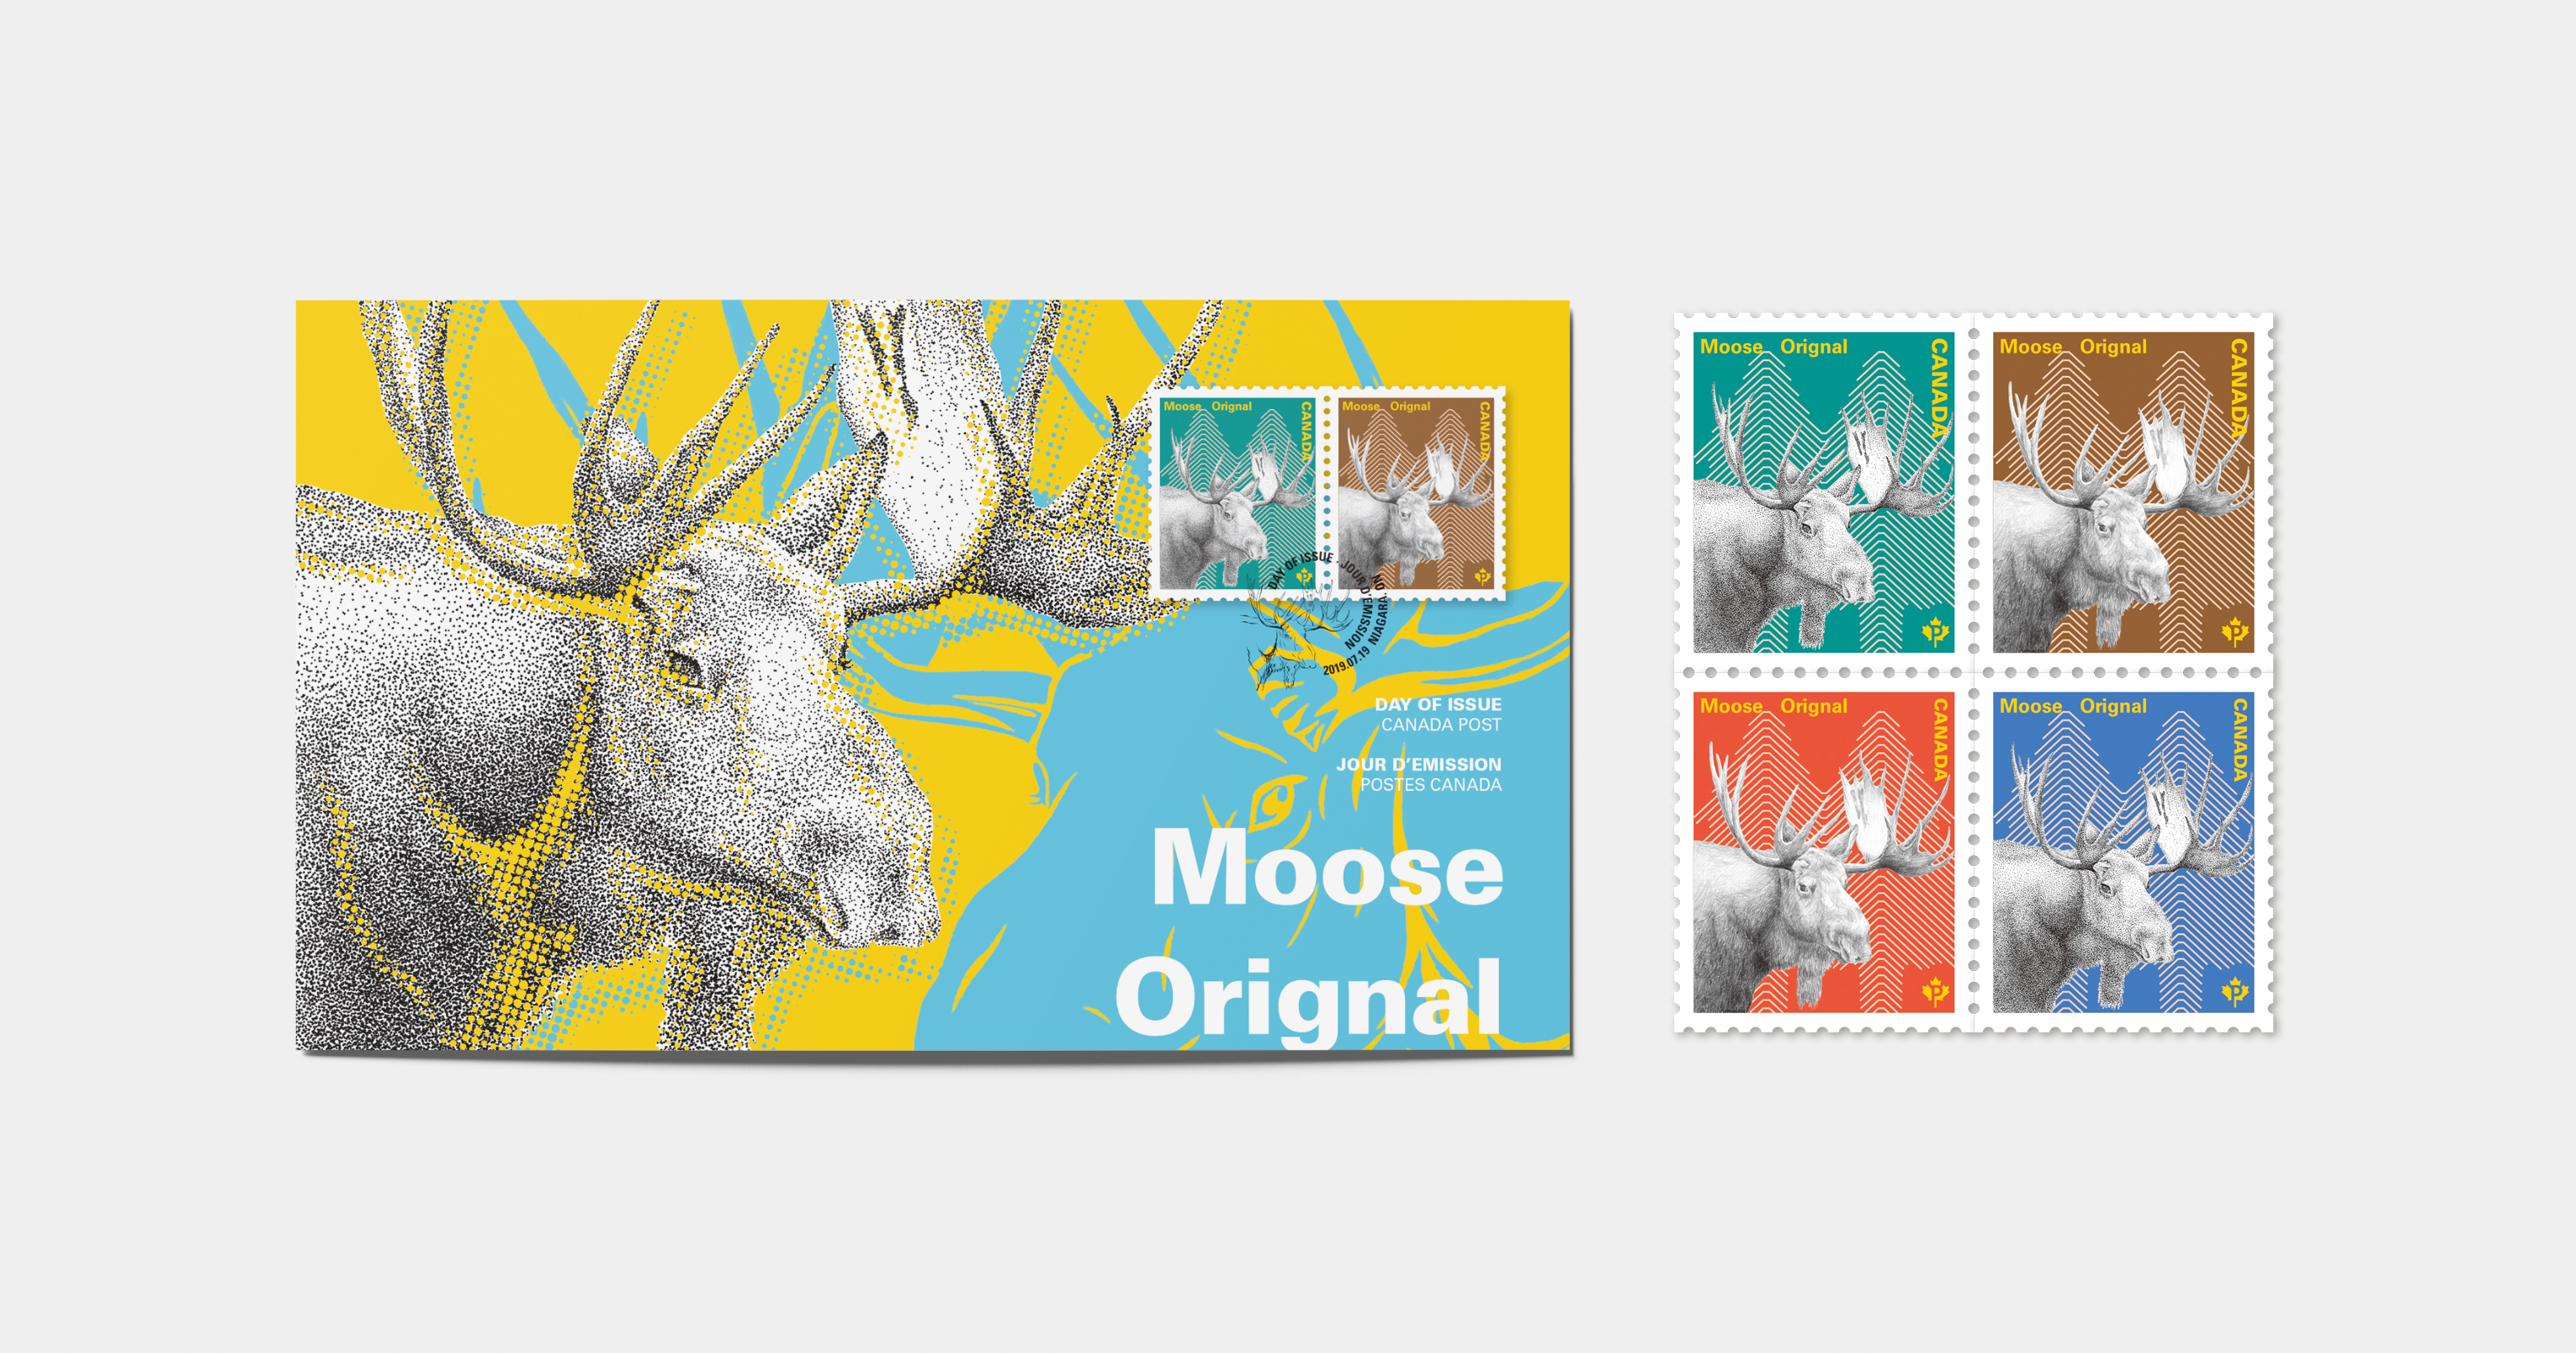 Moose Orignal
CANADA
P
Moose Orignal
CANADA
P
DAY OF ISSUE · JOUR D'EMISSION
2019.07.19 NIAGARA, ON
DAY OF ISSUE
CANADA POST
JOUR D'EMISSION
POSTES CANADA
Moose
Orignal
Moose Orignal
CANADA
P
Moose Orignal
CANADA
P
Moose Orignal
CANADA
P
Moose Orignal
CANADA
P